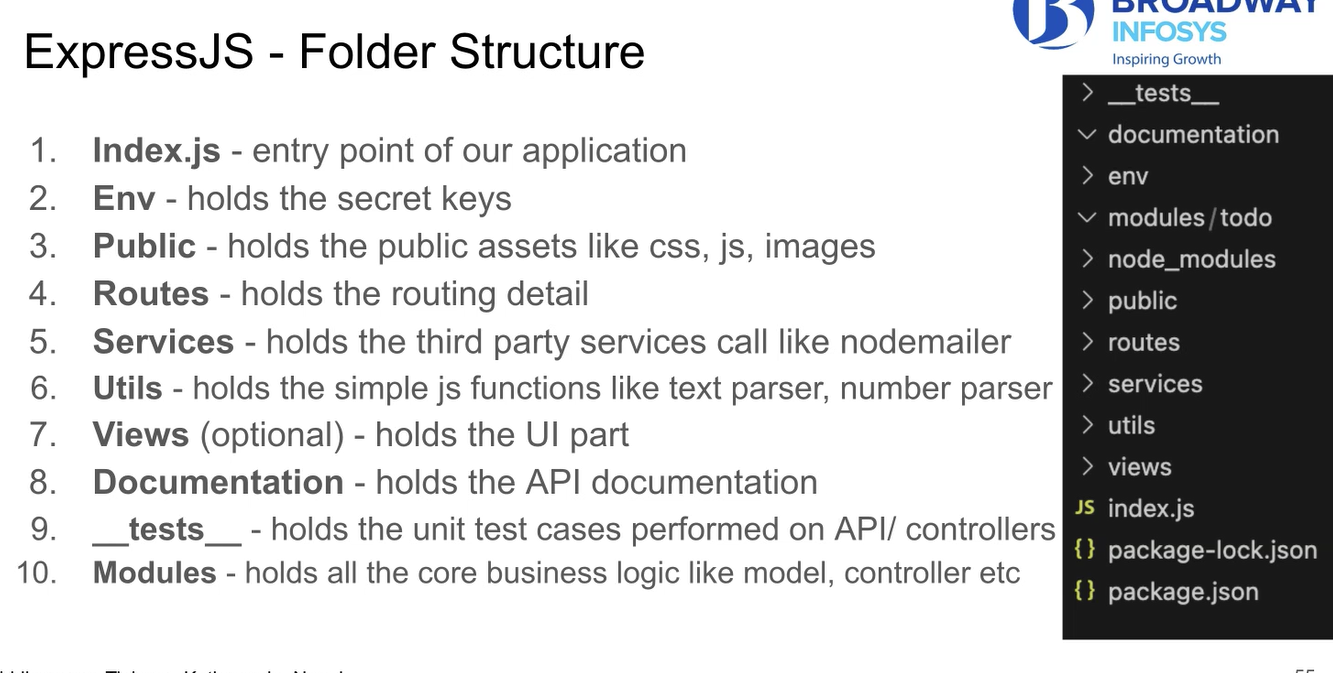 BROADWAY
INFOSYS
Inspiring Growth
ExpressJS - Folder Structure
1. Index.js - entry point of our application
2. Env - holds the secret keys
3. Public - holds the public assets like css, js, images
4. Routes - holds the routing detail
5. Services - holds the third party services call like nodemailer
6. Utils - holds the simple js functions like text parser, number parser
7. Views (optional) - holds the UI part
8. Documentation - holds the API documentation
9. __tests__ - holds the unit test cases performed on API/ controllers
10. Modules - holds all the core business logic like model, controller etc
__tests__
documentation
env
modules/todo
node_modules
public
routes
services
utils
views
JS index.js
{} package-lock.json
{} package.json
55